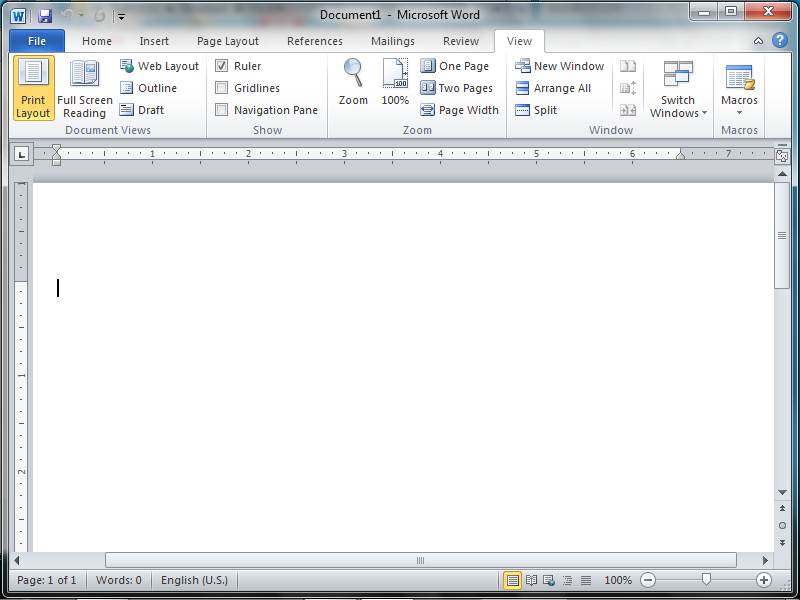 Document1 - Microsoft Word
File Home Insert Page Layout References Mailings Review View
Print Layout
Full Screen Reading
Web Layout
Outline
Draft
Document Views
Ruler
Gridlines
Navigation Pane
Show
Zoom
100%
One Page
Two Pages
Page Width
Zoom
New Window
Arrange All
Split
Switch Windows
Window
Macros
Macros
1 2 3 4 5 6 7
1
2
Page: 1 of 1 Words: 0 English (U.S.) 100%